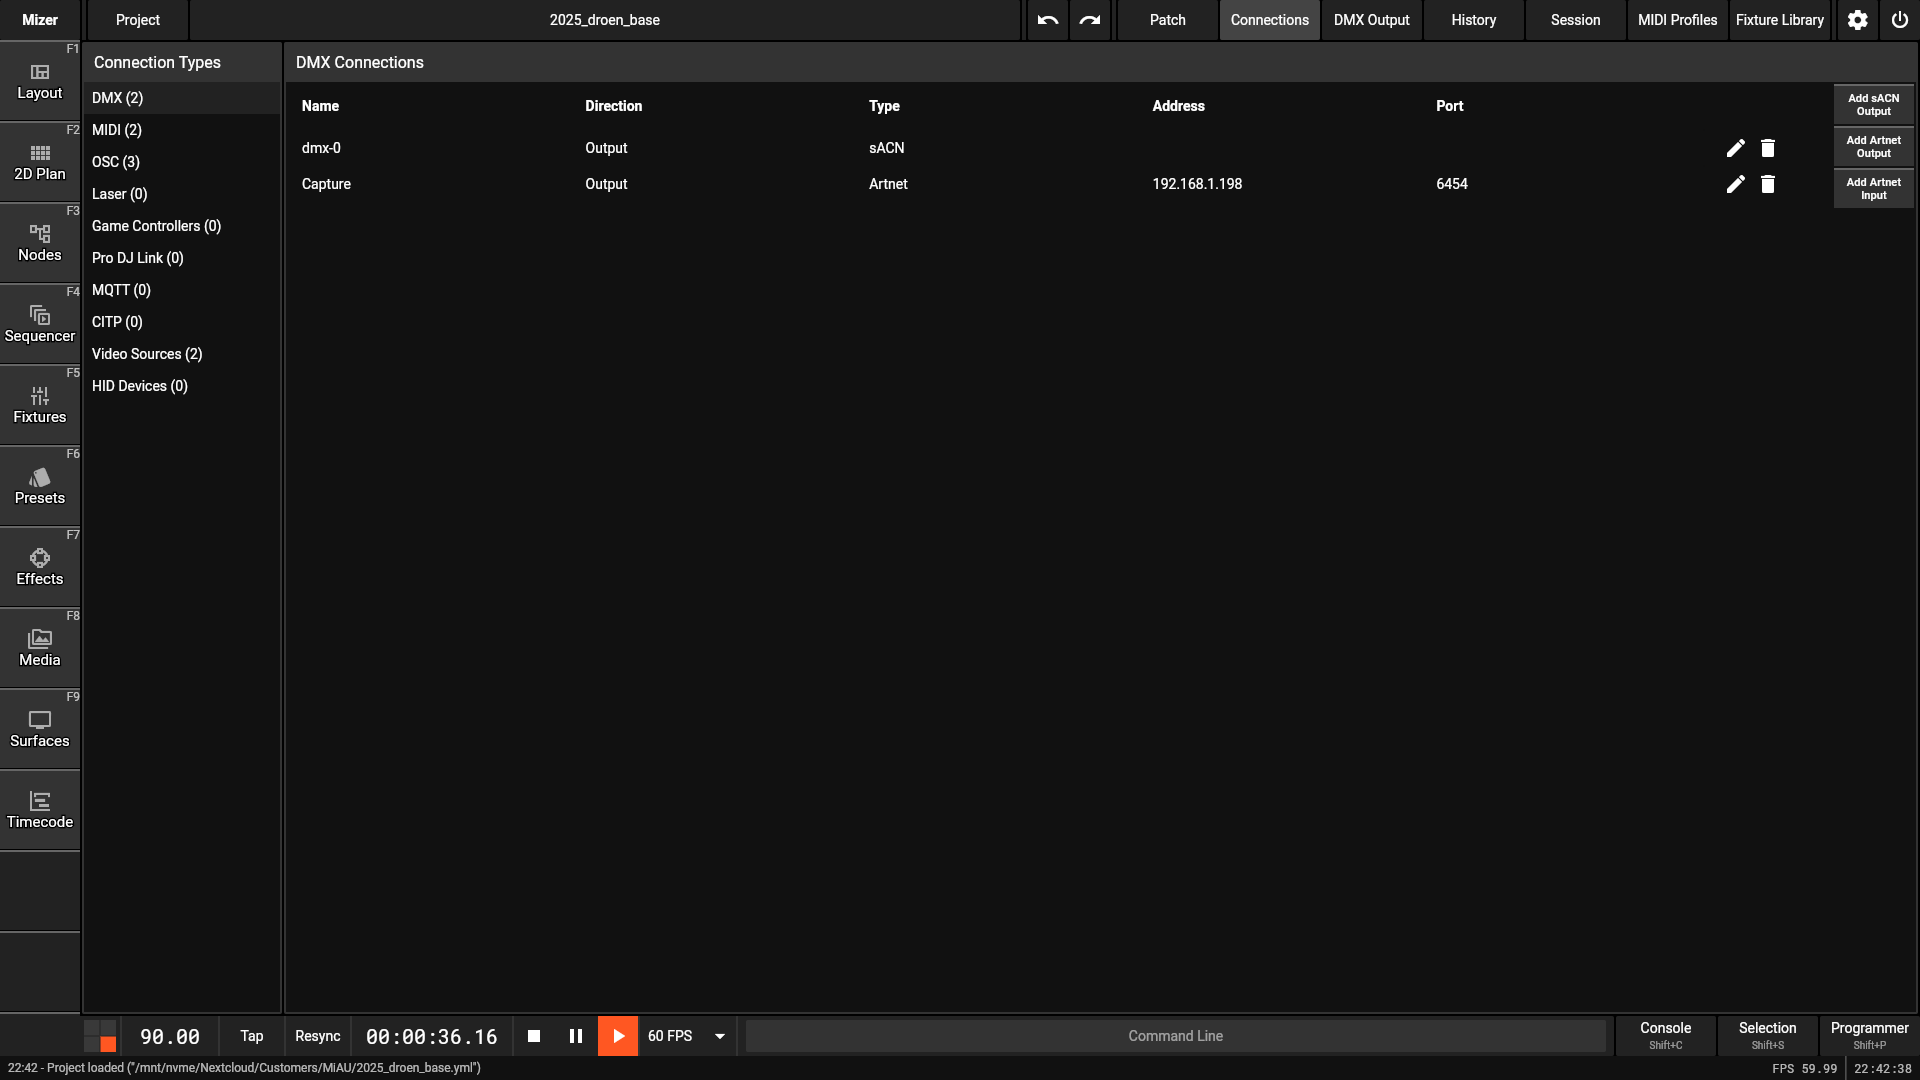 Mizer
Project
2025_droen_base
Patch
Connections
DMX Output
History
Session
MIDI Profiles
Fixture Library
F1
Layout
F2
2D Plan
F3
Nodes
F4
Sequencer
F5
Fixtures
F6
Presets
F7
Effects
F8
Media
F9
Surfaces
Timecode
Connection Types
DMX (2)
MIDI (2)
OSC (3)
Laser (0)
Game Controllers (0)
Pro DJ Link (0)
MQTT (0)
CITP (0)
Video Sources (2)
HID Devices (0)
DMX Connections
Name Direction Type Address Port
dmx-0 Output sACN
Capture Output Artnet 192.168.1.198 6454
Add sACN
Output
Add Artnet
Output
Add Artnet
Input
90.00
Tap
Resync
00:00:36.16
60 FPS
Command Line
Console
Shift+C
Selection
Shift+S
Programmer
Shift+P
22:42 - Project loaded ("/mnt/nvme/Nextcloud/Customers/MiAU/2025_droen_base.yml")
FPS 59.99
22:42:38